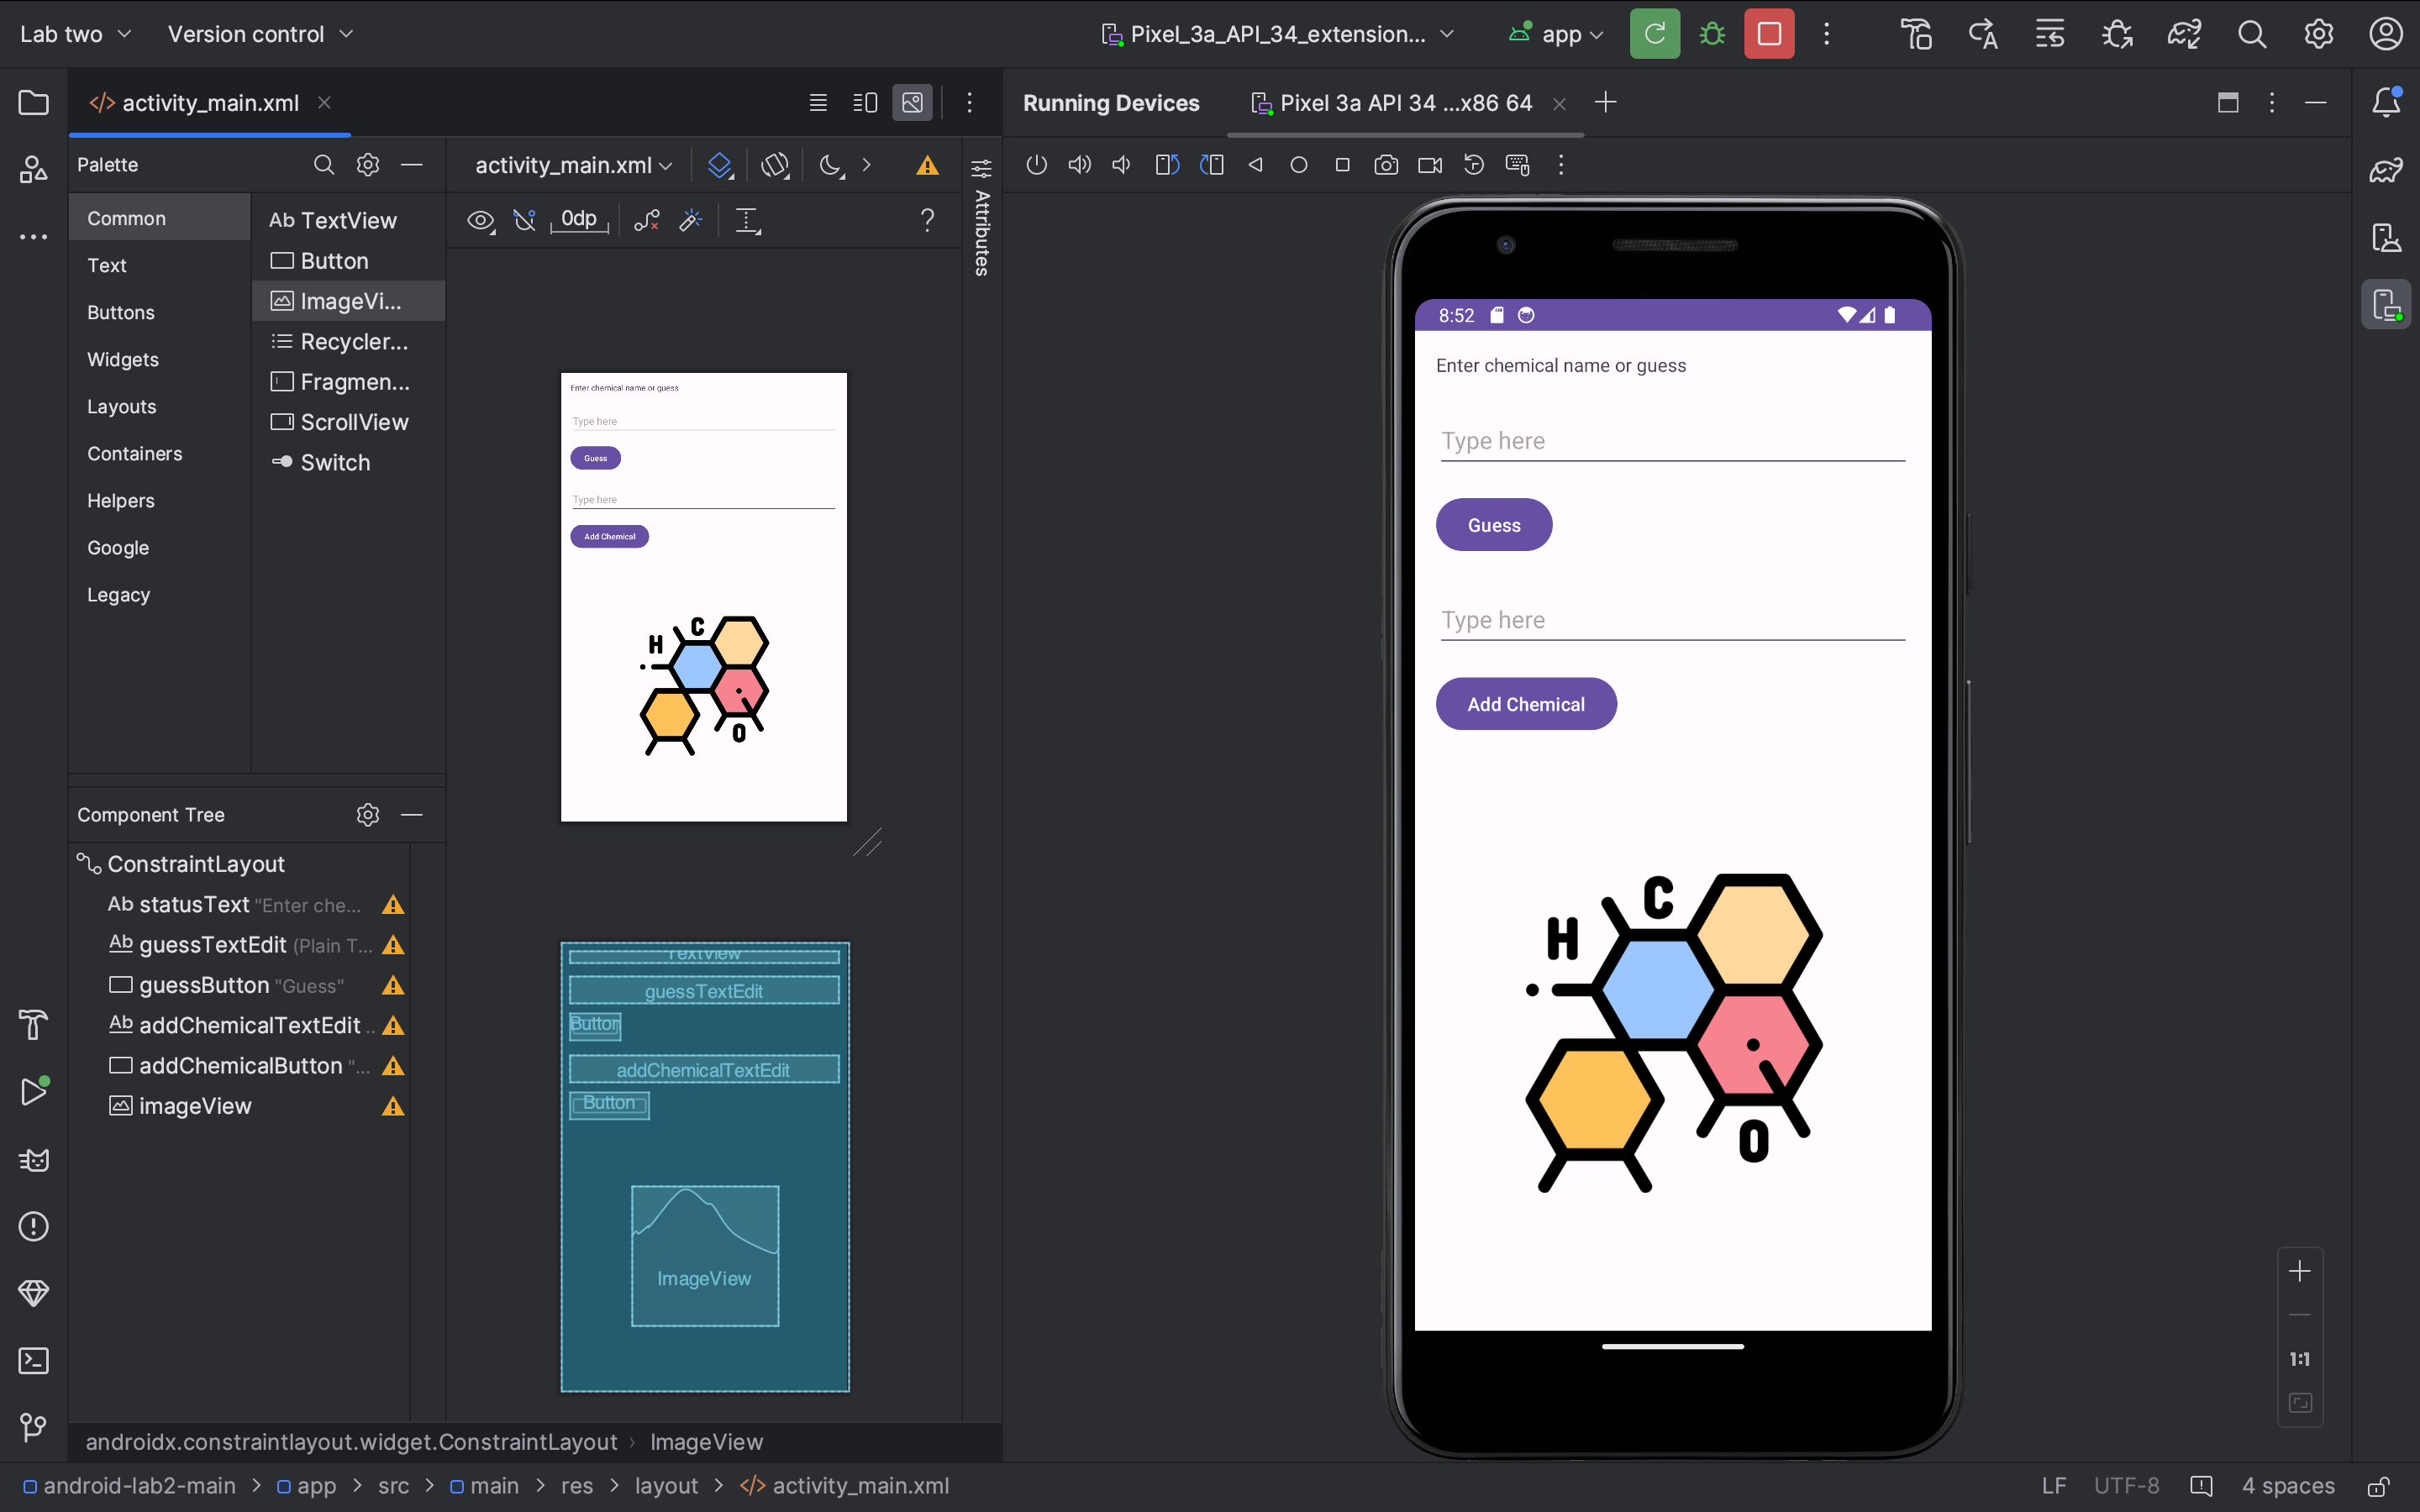 Lab two
Version control
Pixel_3a_API_34_extension...
app
activity_main.xml
Running Devices
Pixel 3a API 34 ...x86 64
Palette
activity_main.xml
Attributes
0dp
?
Common
Text
Buttons
Widgets
Layouts
Containers
Helpers
Google
Legacy
Ab TextView
Button
ImageVi...
Recycler...
Fragmen...
ScrollView
Switch
Enter chemical name or guess
Type here
Guess
Type here
Add Chemical
H
C
O
TextView
guessTextEdit
Button
addChemicalTextEdit
Button
ImageView
Component Tree
ConstraintLayout
Ab statusText "Enter che...
Ab guessTextEdit (Plain T...
guessButton "Guess"
Ab addChemicalTextEdit ..
addChemicalButton "...
imageView
8:52
Enter chemical name or guess
Type here
Guess
Type here
Add Chemical
H
C
O
1:1
androidx.constraintlayout.widget.ConstraintLayout › ImageView
android-lab2-main > app > src > main > res > layout > </> activity_main.xml
LF
UTF-8
4 spaces